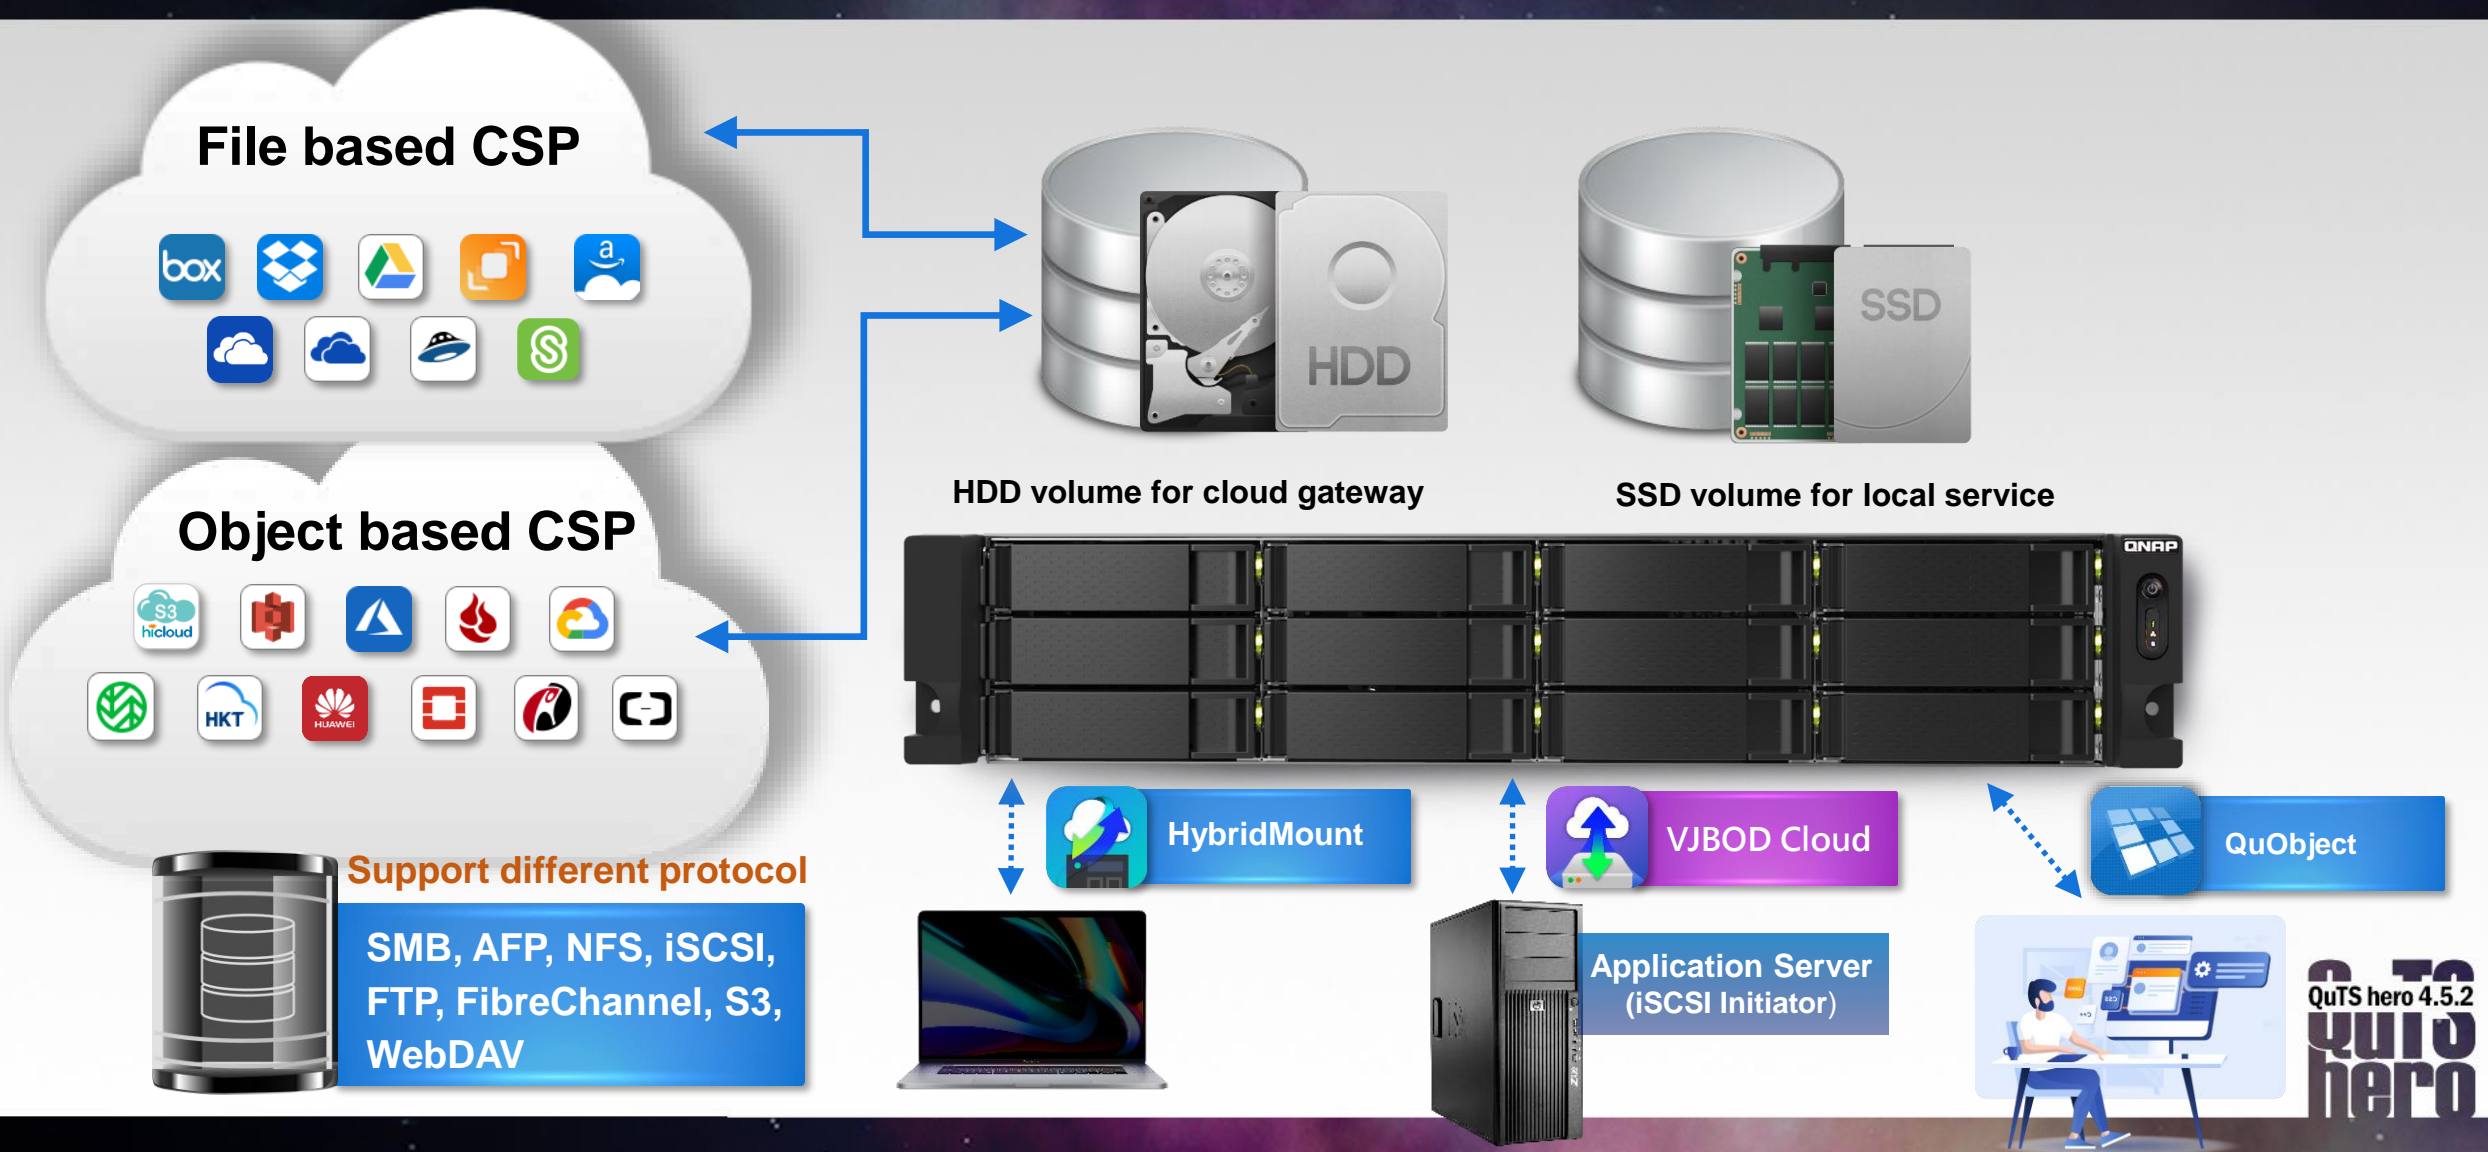 File based CSP
box
a
Object based CSP
S3
hicloud
HKT
HUAWEI
Support different protocol
SMB, AFP, NFS, iSCSI,
FTP, FibreChannel, S3,
WebDAV
HDD
SSD
HDD volume for cloud gateway
SSD volume for local service
QNAP
HybridMount
VJBOD Cloud
QuObject
Application Server
(iSCSI Initiator)
QuTS hero 4.5.2
QuTS
hero